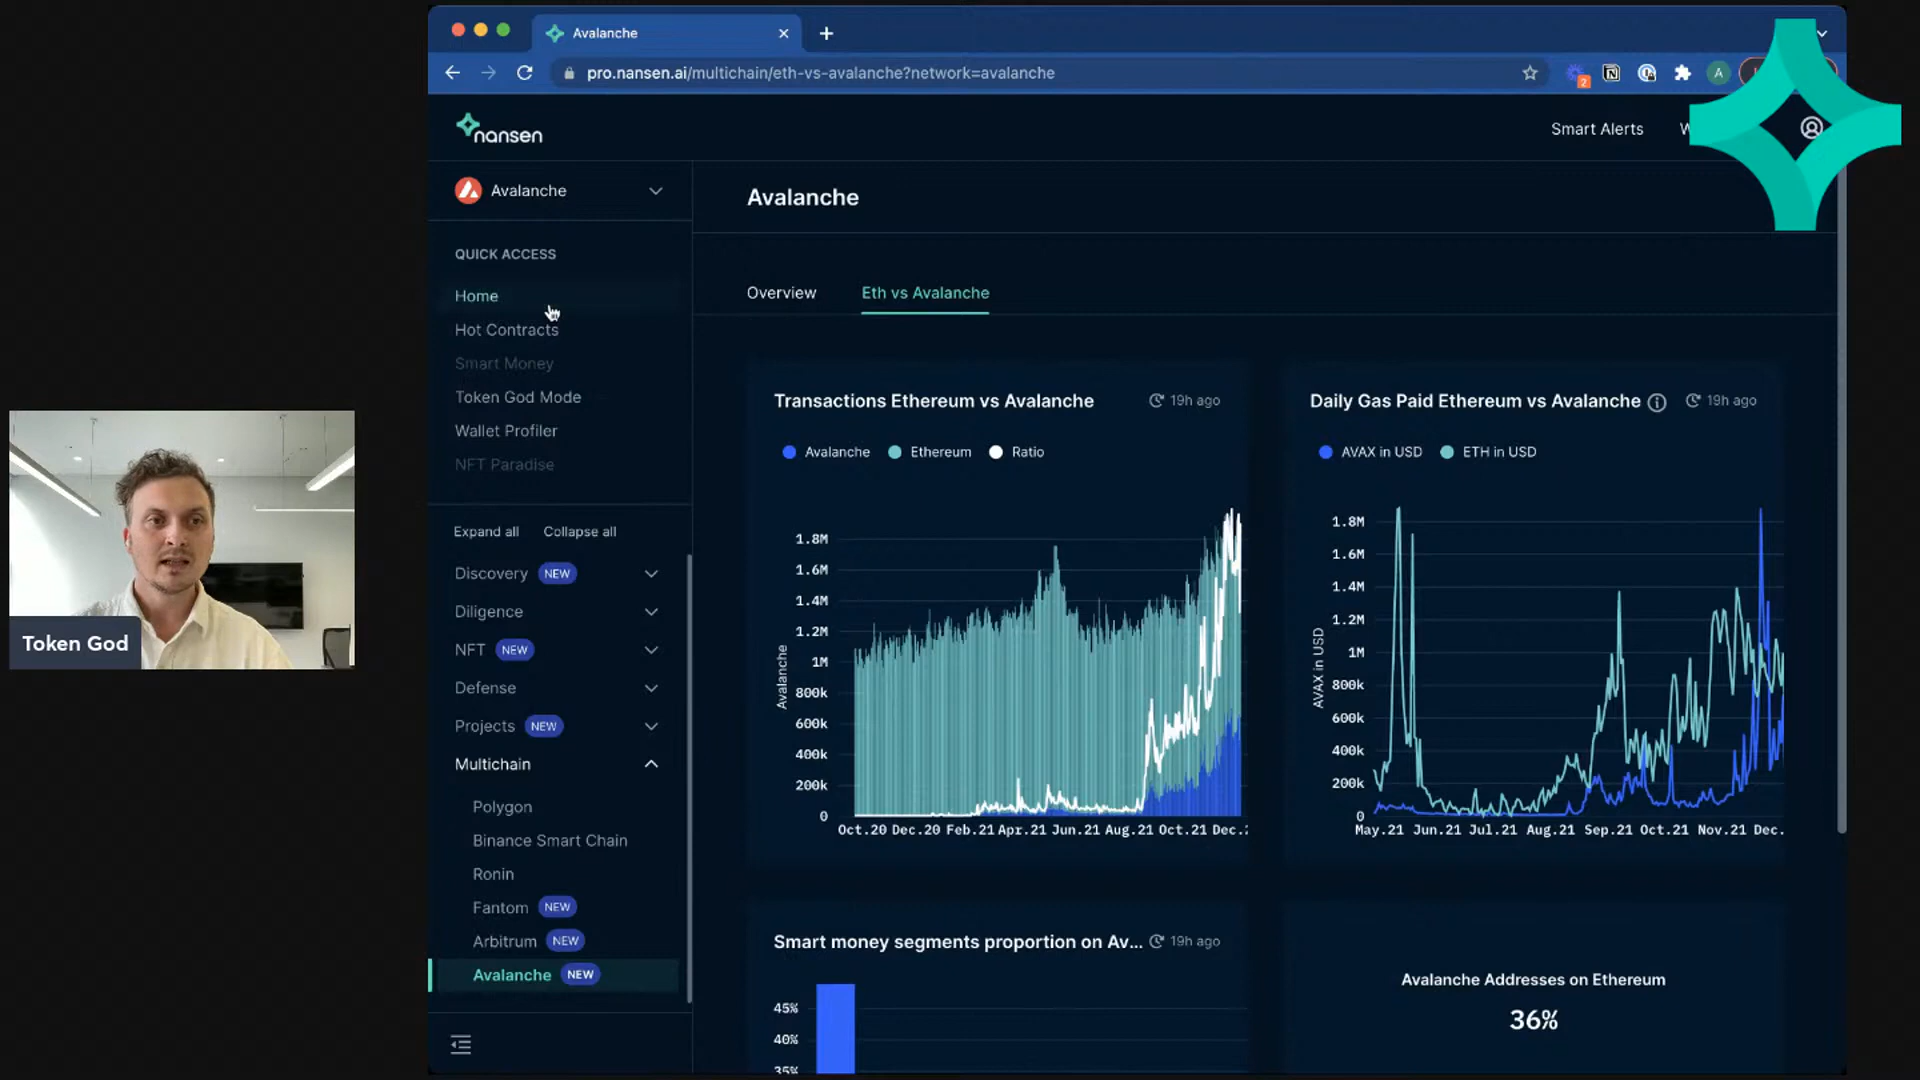 Avalanche
pro.nansen.ai/multichain/eth-vs-avalanche?network=avalanche
2
A
nansen
Smart Alerts
Avalanche
Avalanche
QUICK ACCESS
Home
Hot Contracts
Smart Money
Token God Mode
Wallet Profiler
NFT Paradise
Expand all Collapse all
Discovery NEW
Diligence
NFT NEW
Defense
Projects NEW
Multichain
Polygon
Binance Smart Chain
Ronin
Fantom NEW
Arbitrum NEW
Avalanche NEW
Overview Eth vs Avalanche
Transactions Ethereum vs Avalanche 19h ago
Avalanche Ethereum Ratio
Avalanche
1.8M
1.6M
1.4M
1.2M
1M
800k
600k
400k
200k
0
Oct.20 Dec.20 Feb.21 Apr.21 Jun.21 Aug.21 Oct.21 Dec.2
Daily Gas Paid Ethereum vs Avalanche 19h ago
AVAX in USD ETH in USD
AVAX in USD
1.8M
1.6M
1.4M
1.2M
1M
800k
600k
400k
200k
0
May.21 Jun.21 Jul.21 Aug.21 Sep.21 Oct.21 Nov.21 Dec.
Smart money segments proportion on Av... 19h ago
45%
40%
35%
Avalanche Addresses on Ethereum
36%
Token God